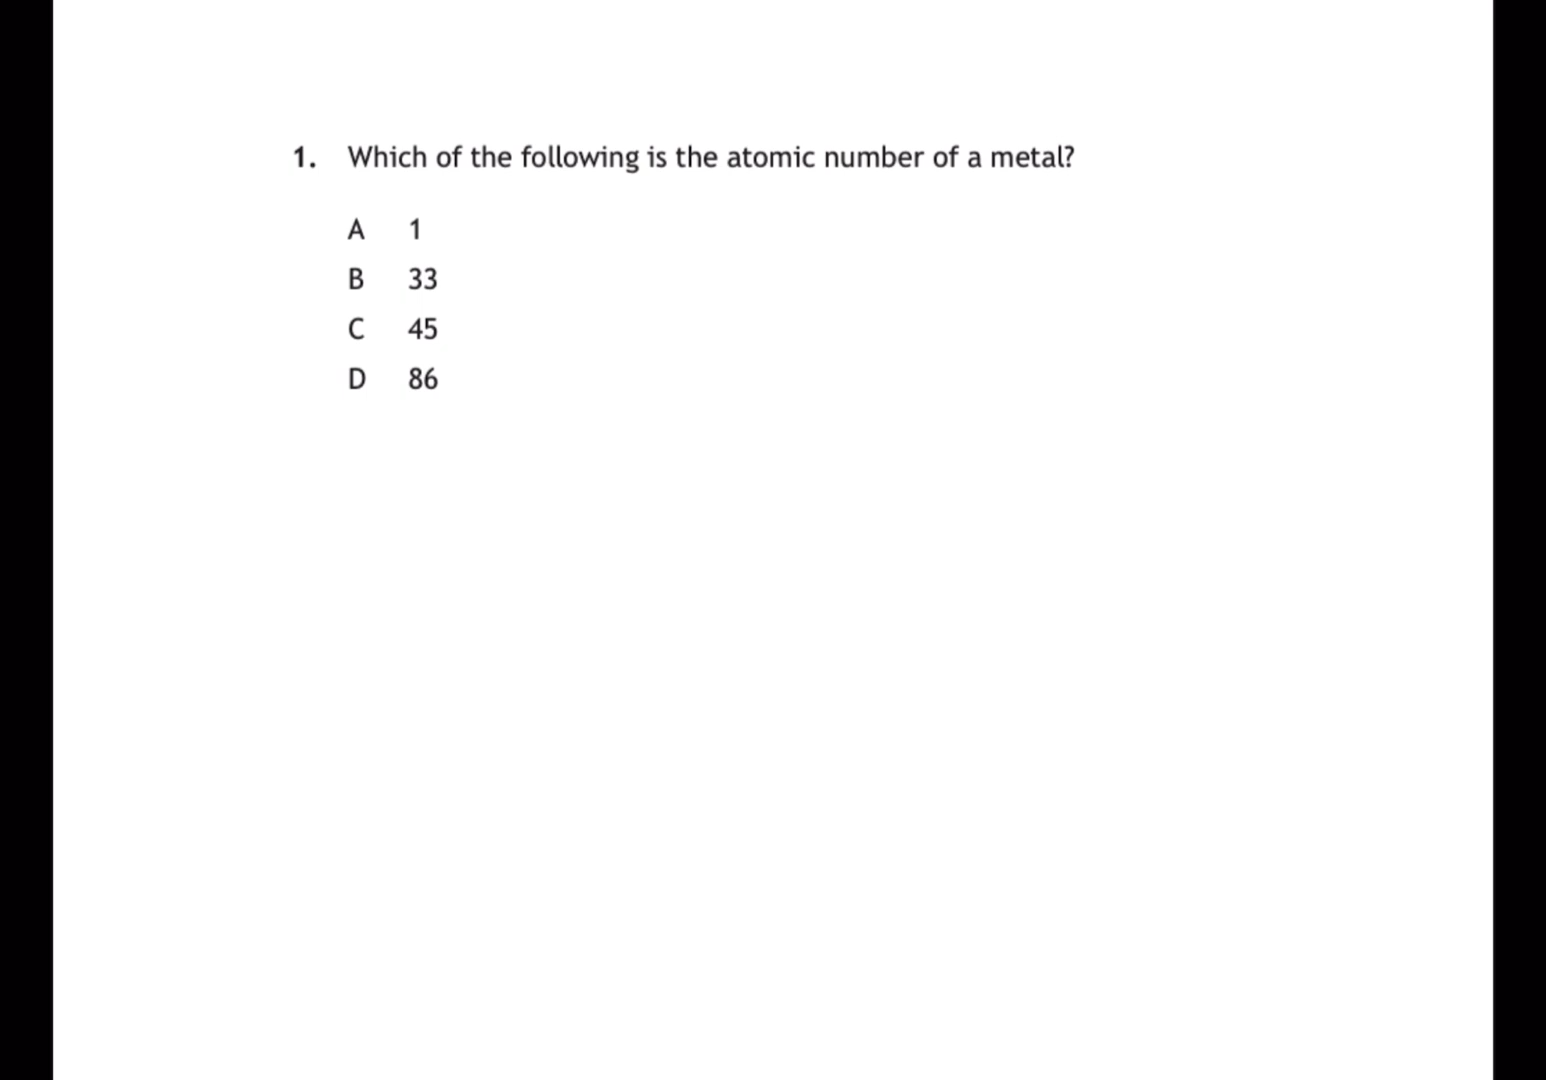 1. Which of the following is the atomic number of a metal?
A 1
B 33
C 45
D 86